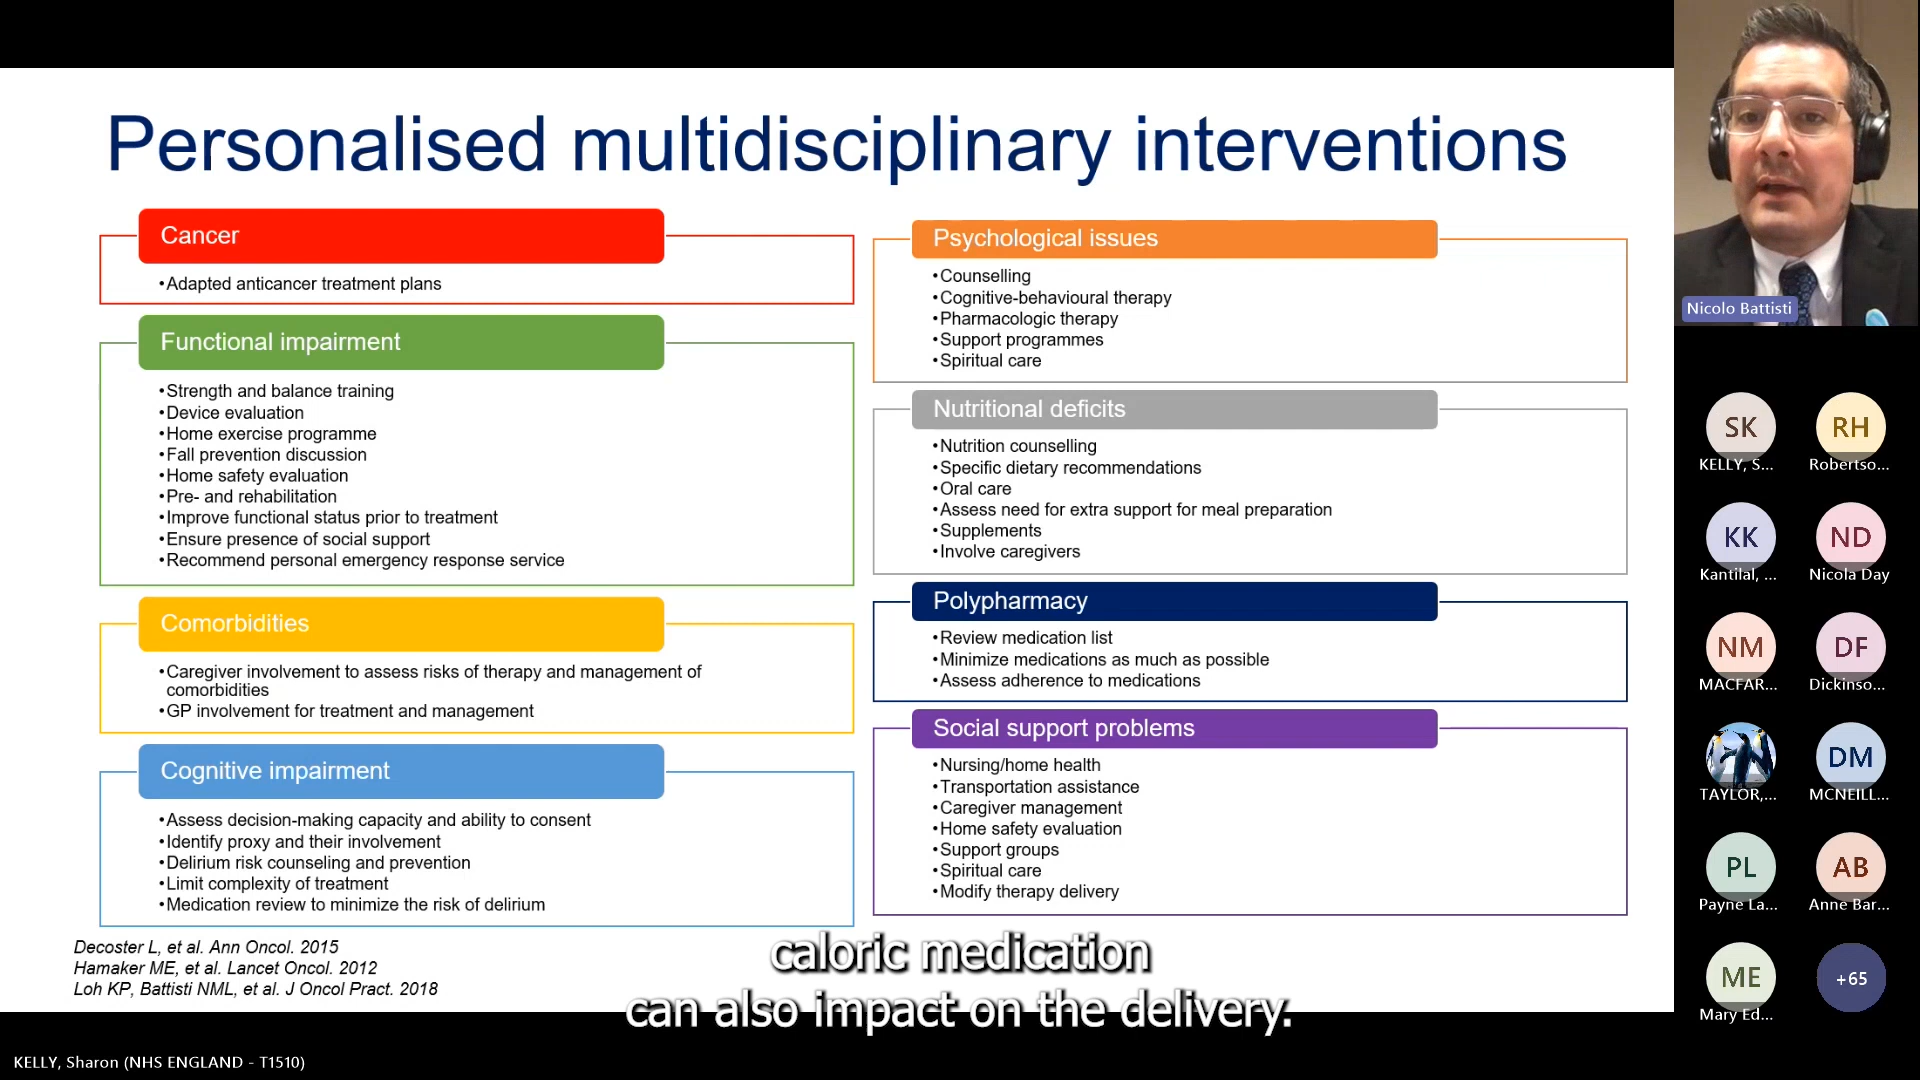 Personalised multidisciplinary interventions
Cancer
•Adapted anticancer treatment plans
Functional impairment
•Strength and balance training
•Device evaluation
•Home exercise programme
•Fall prevention discussion
•Home safety evaluation
•Pre- and rehabilitation
•Improve functional status prior to treatment
•Ensure presence of social support
•Recommend personal emergency response service
Comorbidities
•Caregiver involvement to assess risks of therapy and management of
comorbidities
•GP involvement for treatment and management
Cognitive impairment
•Assess decision-making capacity and ability to consent
•Identify proxy and their involvement
•Delirium risk counseling and prevention
•Limit complexity of treatment
•Medication review to minimize the risk of delirium
Psychological issues
•Counselling
•Cognitive-behavioural therapy
•Pharmacologic therapy
•Support programmes
•Spiritual care
Nutritional deficits
•Nutrition counselling
•Specific dietary recommendations
•Oral care
•Assess need for extra support for meal preparation
•Supplements
•Involve caregivers
Polypharmacy
•Review medication list
•Minimize medications as much as possible
•Assess adherence to medications
Social support problems
•Nursing/home health
•Transportation assistance
•Caregiver management
•Home safety evaluation
•Support groups
•Spiritual care
•Modify therapy delivery
Decoster L, et al. Ann Oncol. 2015
Hamaker ME, et al. Lancet Oncol. 2012
Loh KP, Battisti NML, et al. J Oncol Pract. 2018
caloric medication
can also impact on the delivery.
KELLY, Sharon (NHS ENGLAND - T1510)
Nicolo Battisti
SK
KELLY, S...
RH
Robertso...
KK
Kantilal, ...
ND
Nicola Day
NM
MACFAR...
DF
Dickinso...
TAYLOR,...
DM
MCNEILL...
PL
Payne La...
AB
Anne Bar...
ME
Mary Ed...
+65